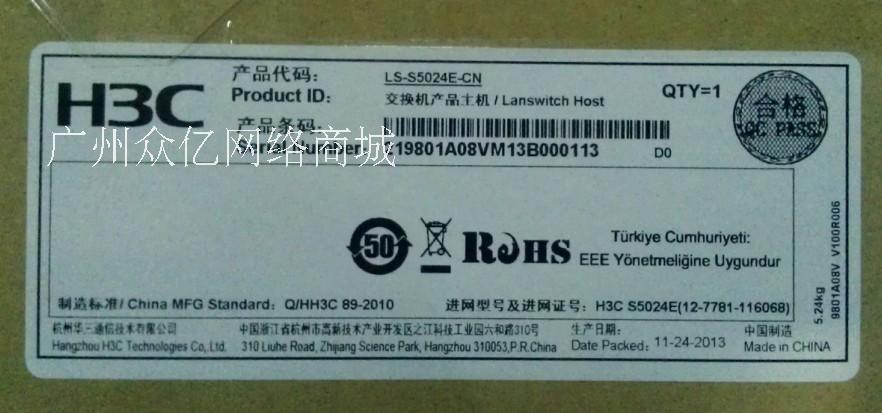 H3C
产品代码:
Product ID:
LS-S5024E-CN
交换机产品主机 / Lanswitch Host
QTY=1
合格
QC PASS
产品条码:
Serial Number:
219801A08VM13B000113
D0
广州众亿网络商城
50
RoHS
Türkiye Cumhuriyeti:
EEE Yönetmeliğine Uygundur
制造标准/ China MFG Standard: Q/HH3C 89-2010
进网型号及进网证号: H3C S5024E(12-7781-116068)
5.24kg
9801A08V V100R006
杭州华三通信技术有限公司
Hangzhou H3C Technologies Co,.Ltd.
中国浙江省杭州市高新技术产业开发区之江科技工业园六和路310号
310 Liuhe Road, Zhijiang Science Park, Hangzhou 310053,P.R.China
生产日期:
Date Packed: 11-24-2013
中国制造
Made in CHINA